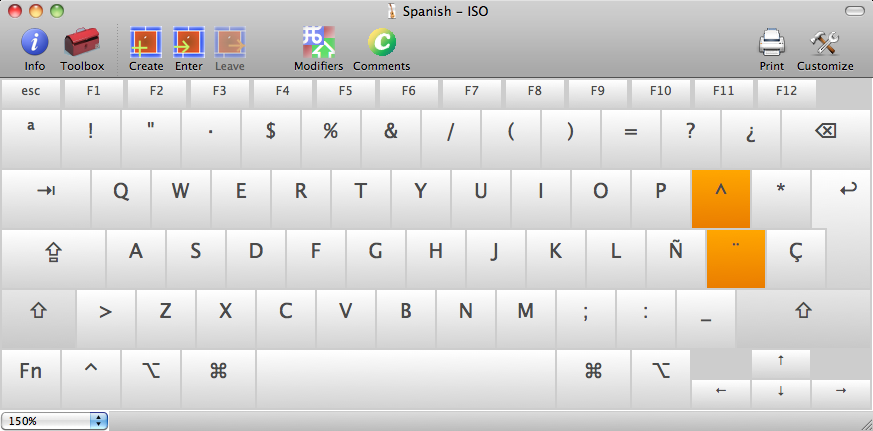 Spanish – ISO
Info Toolbox Create Enter Leave Modifiers Comments Print Customize
esc F1 F2 F3 F4 F5 F6 F7 F8 F9 F10 F11 F12
ª ! " · $ % & / ( ) = ? ¿ ⌫
⇥ Q W E R T Y U I O P ^ * ↩
⇪ A S D F G H J K L Ñ ¨ Ç
⇧ > Z X C V B N M ; : _ ⇧
Fn ^ ⌥ ⌘ ⌘ ⌥ ↑
← ↓ →
150%